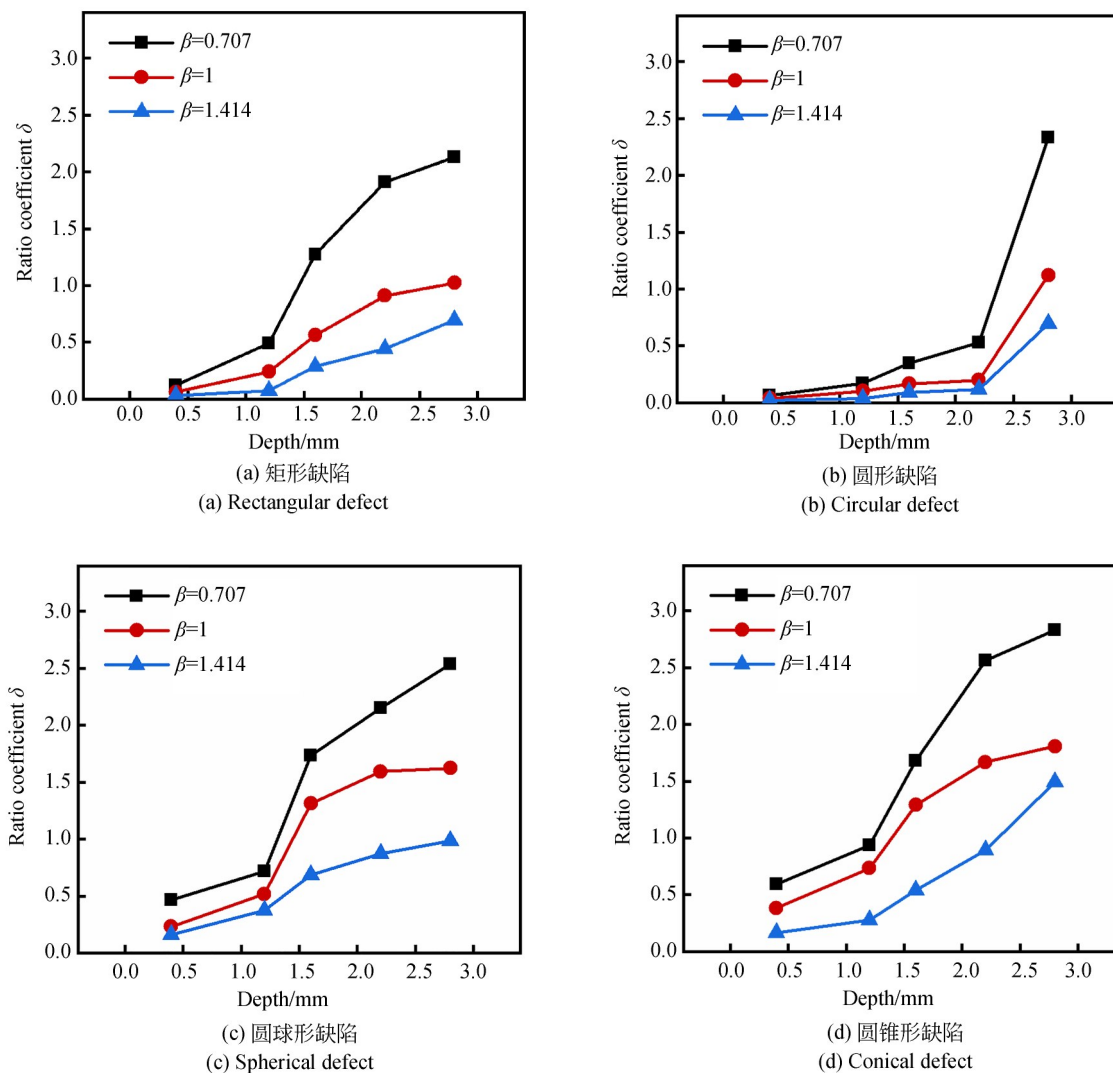 β=0.707
β=1
β=1.414
Ratio coefficient δ
3.0
2.5
2.0
1.5
1.0
0.5
0.0
0.0 0.5 1.0 1.5 2.0 2.5 3.0
Depth/mm
(a) 矩形缺陷
(a) Rectangular defect
β=0.707
β=1
β=1.414
Ratio coefficient δ
3.0
2.5
2.0
1.5
1.0
0.5
0.0
0.0 0.5 1.0 1.5 2.0 2.5 3.0
Depth/mm
(b) 圆形缺陷
(b) Circular defect
β=0.707
β=1
β=1.414
Ratio coefficient δ
3.0
2.5
2.0
1.5
1.0
0.5
0.0
0.0 0.5 1.0 1.5 2.0 2.5 3.0
Depth/mm
(c) 圆球形缺陷
(c) Spherical defect
β=0.707
β=1
β=1.414
Ratio coefficient δ
3.0
2.5
2.0
1.5
1.0
0.5
0.0
0.0 0.5 1.0 1.5 2.0 2.5 3.0
Depth/mm
(d) 圆锥形缺陷
(d) Conical defect